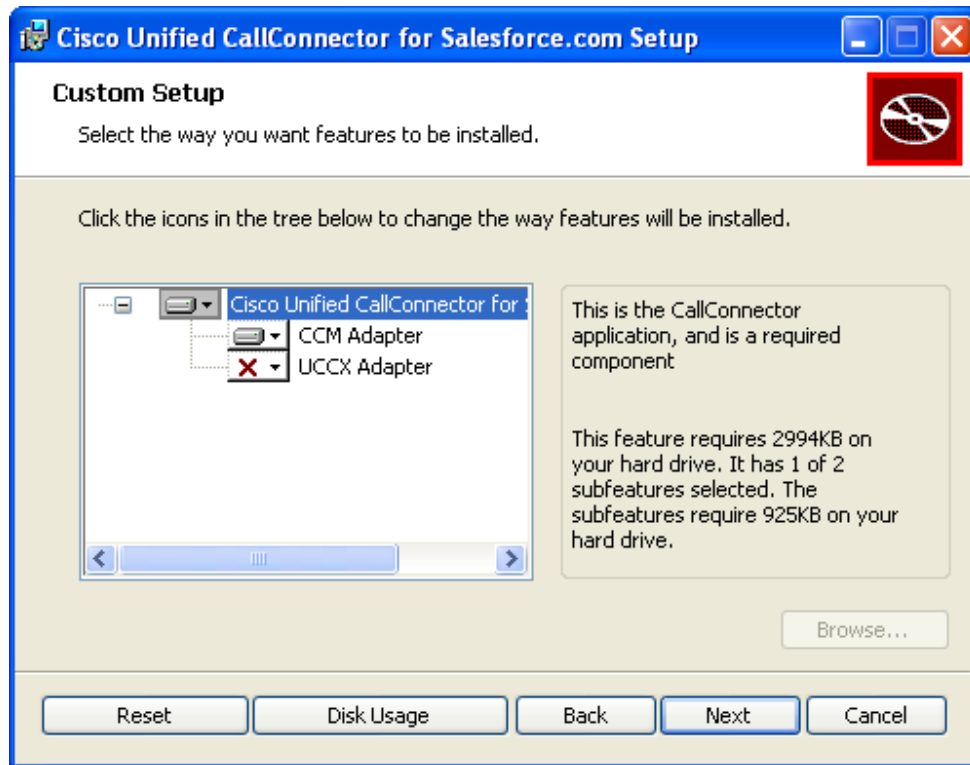 Cisco Unified CallConnector for Salesforce.com Setup
Custom Setup
Select the way you want features to be installed.
Click the icons in the tree below to change the way features will be installed.
Cisco Unified CallConnector for
CCM Adapter
UCCX Adapter
This is the CallConnector
application, and is a required
component
This feature requires 2994KB on
your hard drive. It has 1 of 2
subfeatures selected. The
subfeatures require 925KB on your
hard drive.
Browse...
Reset
Disk Usage
Back
Next
Cancel